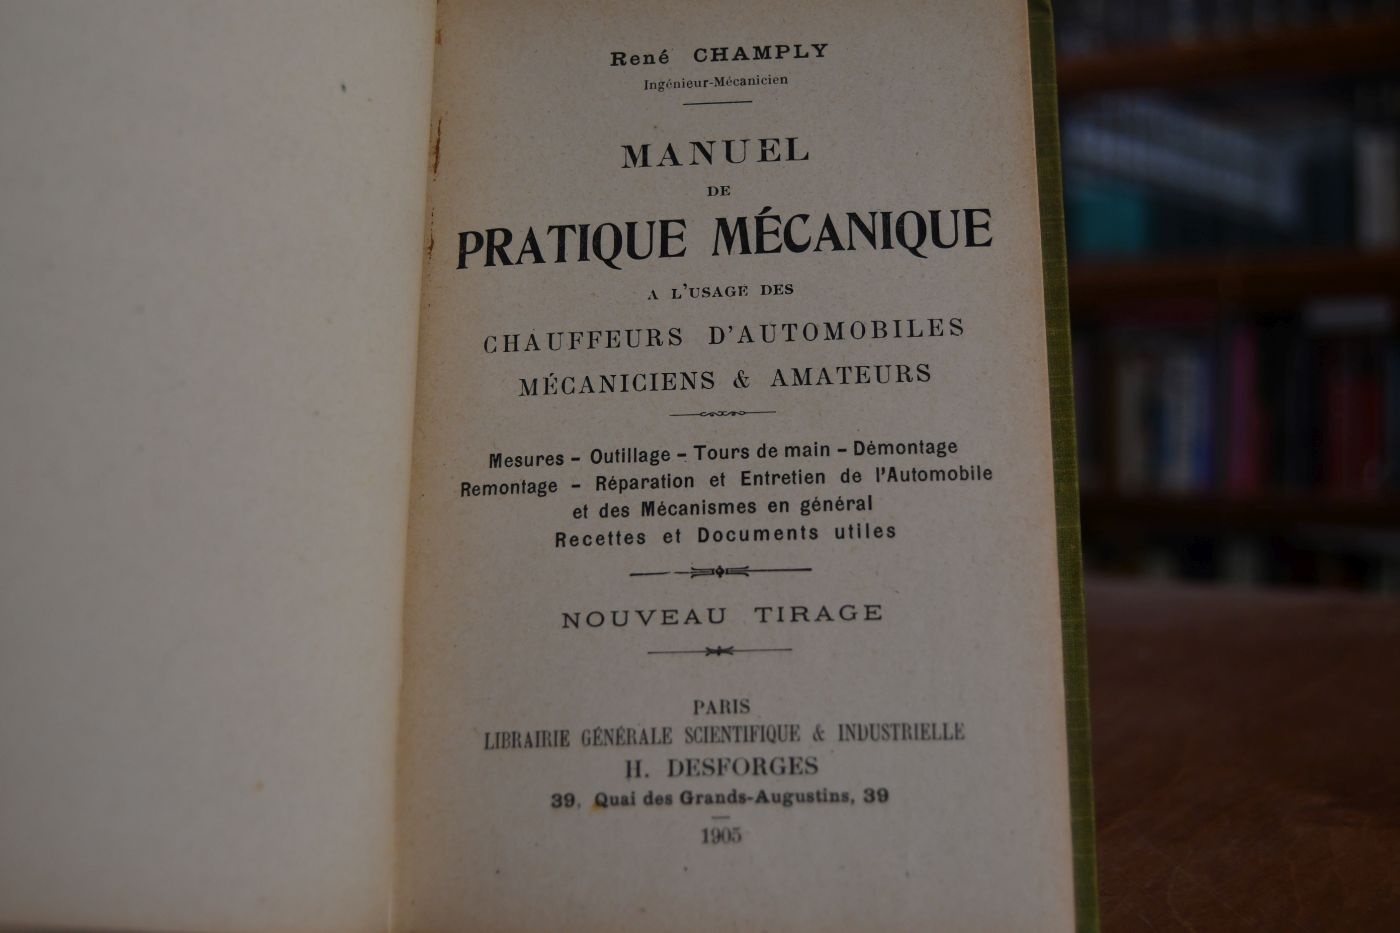 René CHAMPLY
Ingénieur-Mécanicien
MANUEL
DE
PRATIQUE MÉCANIQUE
A L'USAGE DES
CHAUFFEURS D'AUTOMOBILES
MÉCANICIENS & AMATEURS
Mesures – Outillage – Tours de main – Démontage
Remontage – Réparation et Entretien de l'Automobile
et des Mécanismes en général
Recettes et Documents utiles
NOUVEAU TIRAGE
PARIS
LIBRAIRIE GÉNÉRALE SCIENTIFIQUE & INDUSTRIELLE
H. DESFORGES
39, Quai des Grands-Augustins, 39
1905